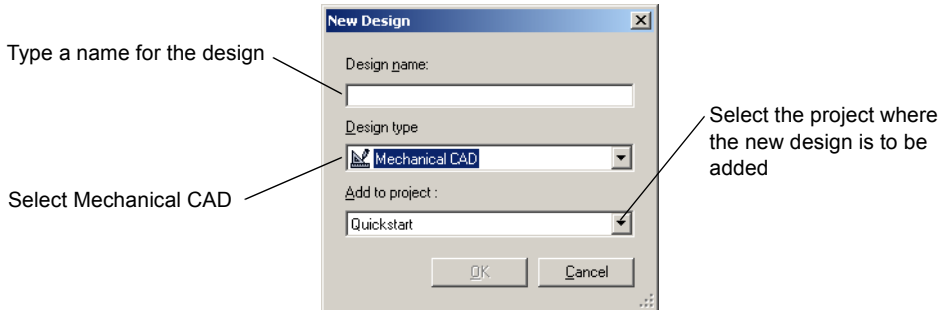 New Design
Type a name for the design
Design name:
Select the project where
the new design is to be
added
Design type
Mechanical CAD
Select Mechanical CAD
Add to project :
Quickstart
OK
Cancel